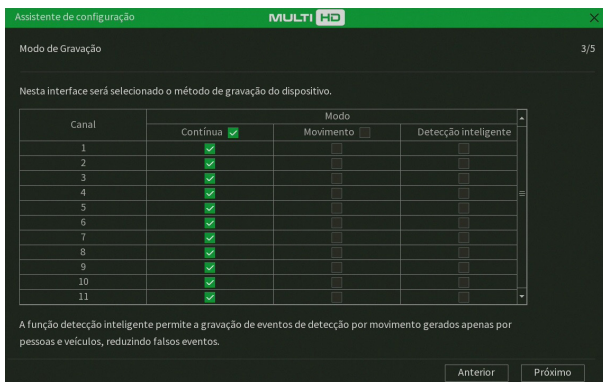 Assistente de configuração
MULTI HD
Modo de Gravação
3/5
Nesta interface será selecionado o método de gravação do dispositivo.
Canal
Modo
Contínua
Movimento
Detecção inteligente
1
2
3
4
5
6
7
8
9
10
11
A função detecção inteligente permite a gravação de eventos de detecção por movimento gerados apenas por
pessoas e veículos, reduzindo falsos eventos.
Anterior
Próximo